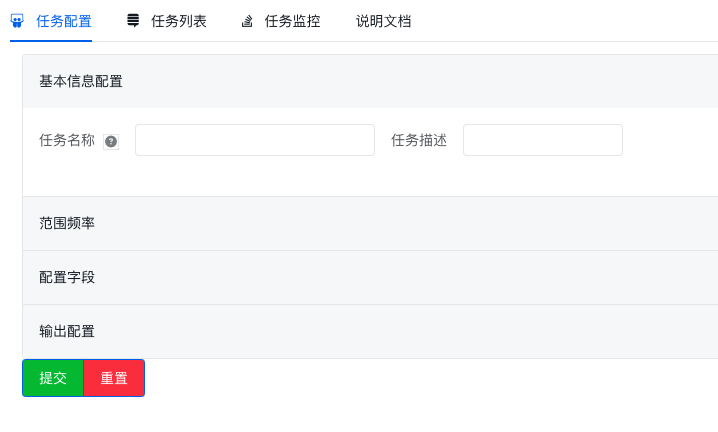 任务配置 任务列表 任务监控 说明文档
基本信息配置
任务名称 ? 任务描述
范围频率
配置字段
输出配置
提交 重置